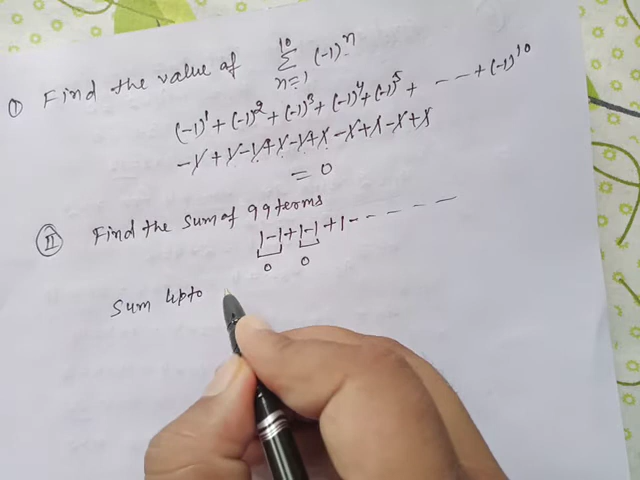 ① Find the value of 10 Σ n=1 (-1)^n
(-1)^1 + (-1)^2 + (-1)^3 + (-1)^4 + (-1)^5 + - - - + (-1)^10
-1+1-1+1-1+1-1+1-1+1
= 0
Ⅱ Find the sum of 99 terms
1-1+1-1+1- - - - - -
0 0
Sum upto